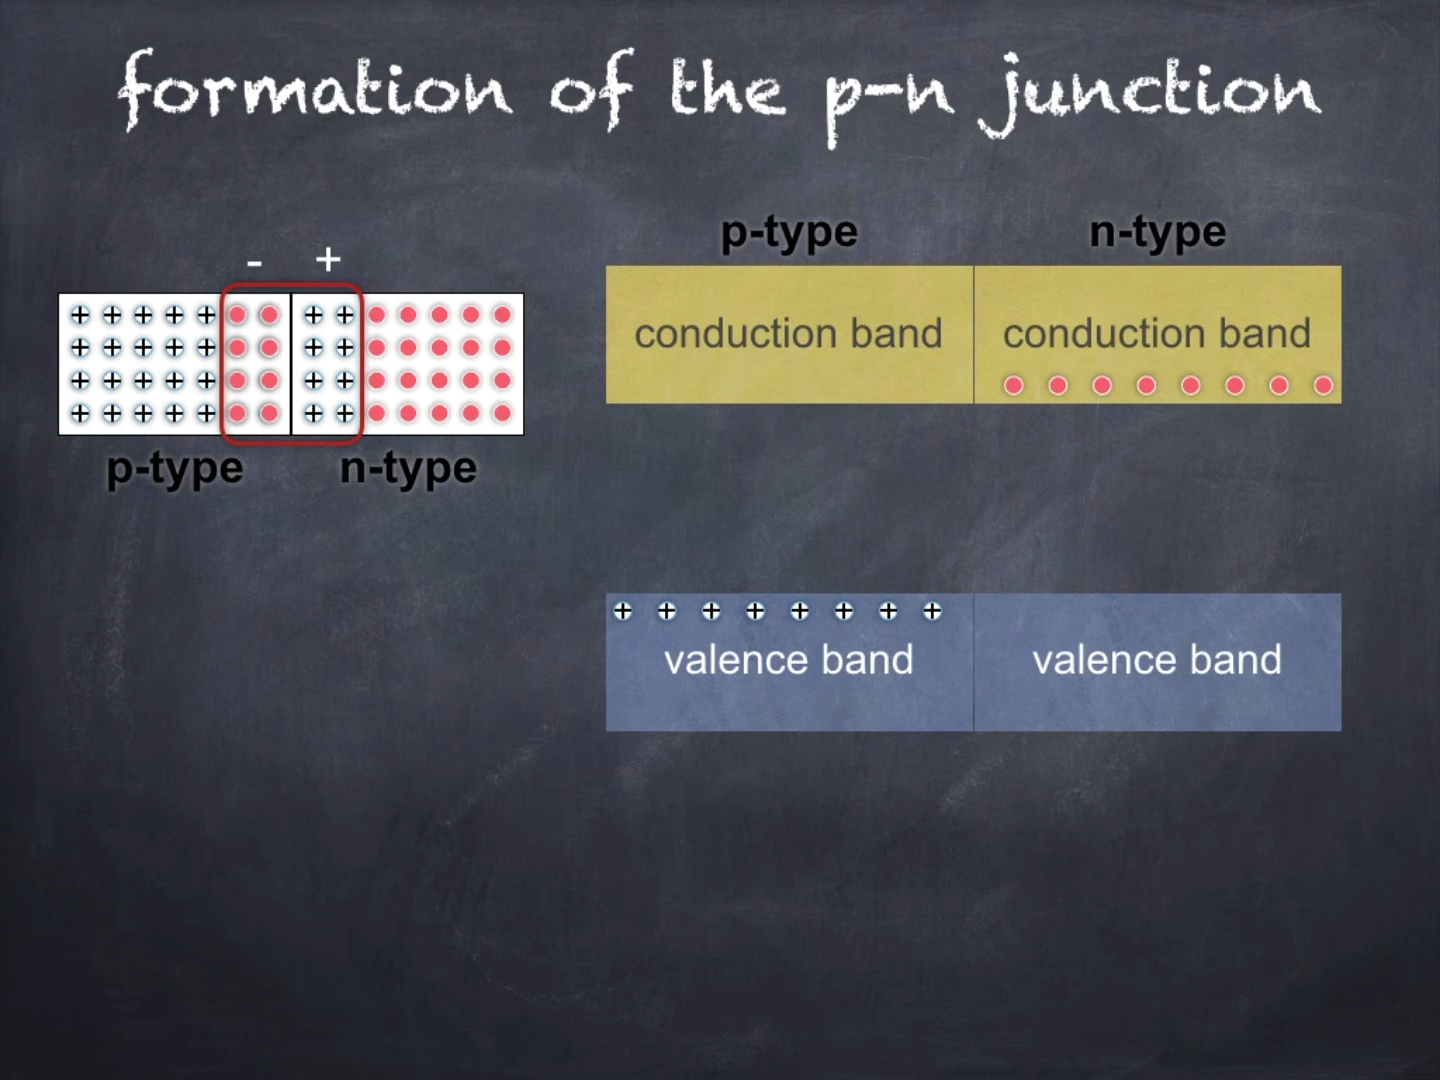 formation of the p-n junction
- +
p-type n-type
p-type n-type
conduction band conduction band
valence band valence band